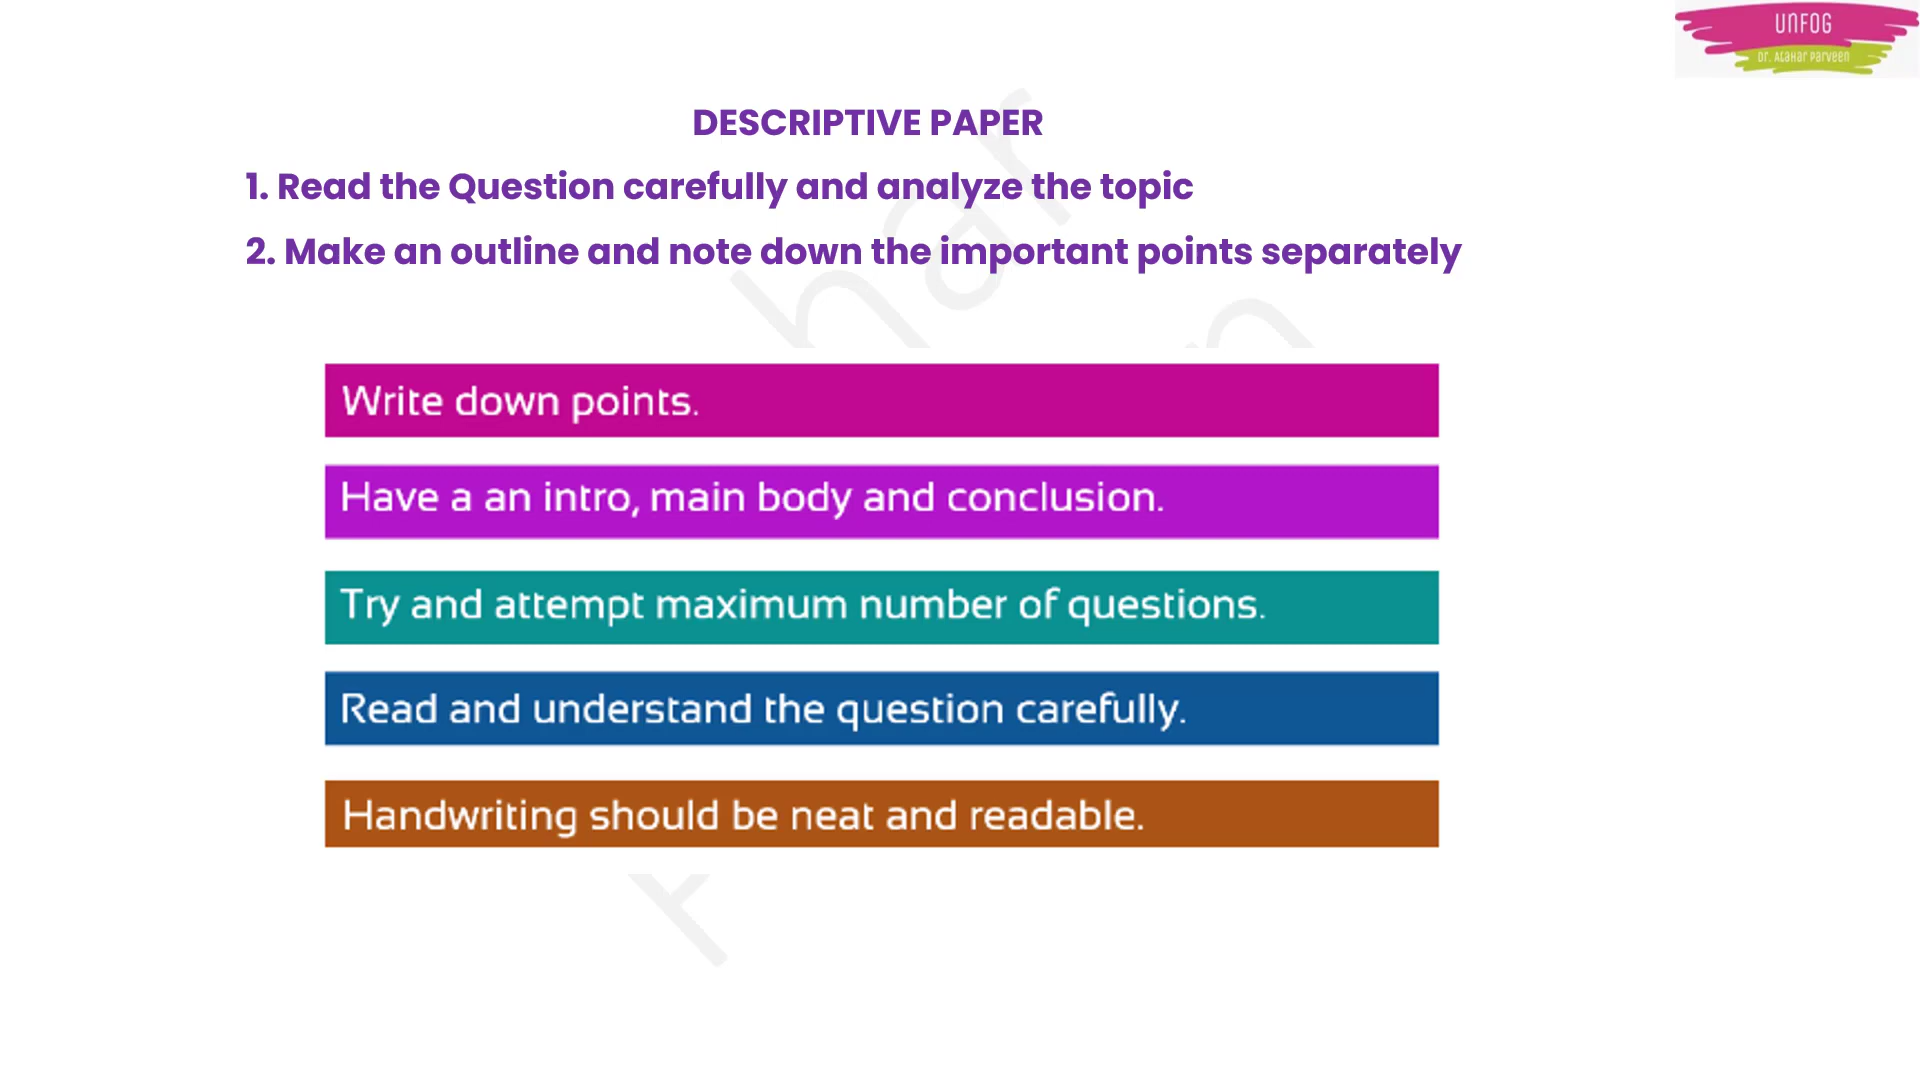 UNFOG
Dr. Atahar Parveen
DESCRIPTIVE PAPER
1. Read the Question carefully and analyze the topic
2. Make an outline and note down the important points separately
Write down points.
Have a an intro, main body and conclusion.
Try and attempt maximum number of questions.
Read and understand the question carefully.
Handwriting should be neat and readable.